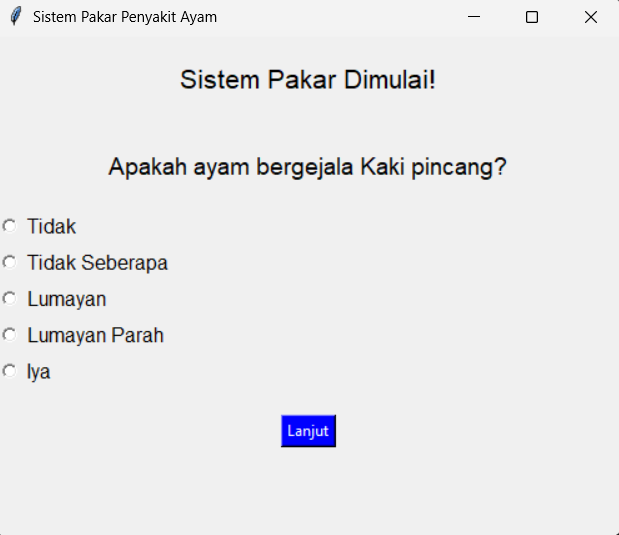 Sistem Pakar Penyakit Ayam
Sistem Pakar Dimulai!
Apakah ayam bergejala Kaki pincang?
Tidak
Tidak Seberapa
Lumayan
Lumayan Parah
Iya
Lanjut